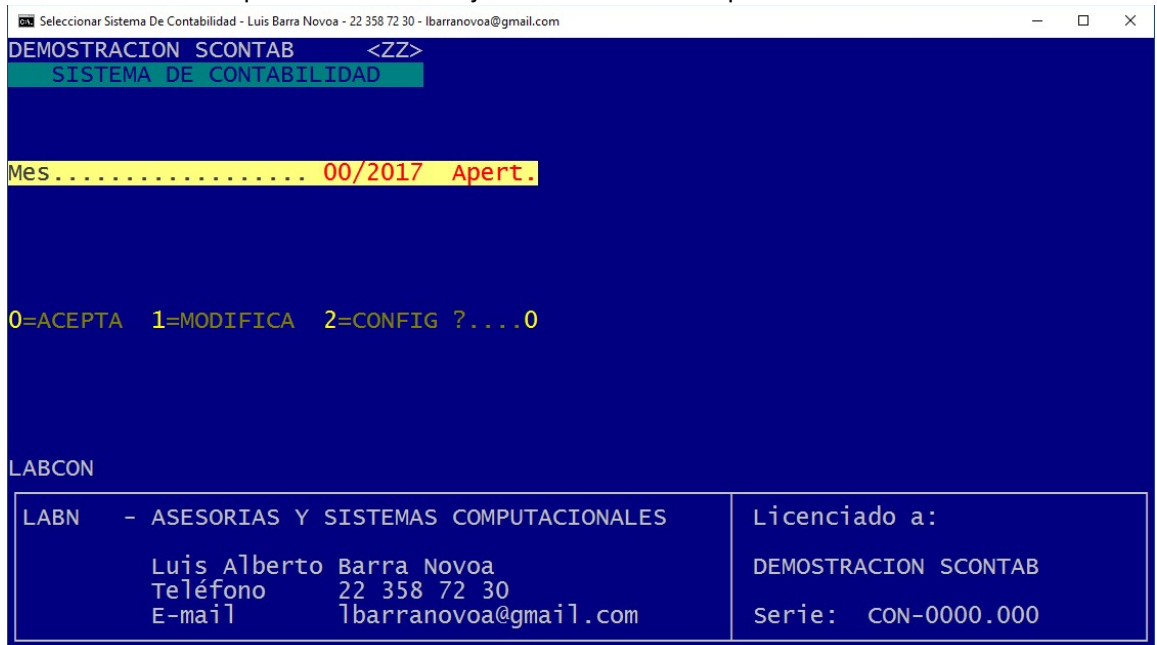 Seleccionar Sistema De Contabilidad - Luis Barra Novoa - 22 358 72 30 - lbarranovoa@gmail.com
DEMOSTRACION SCONTAB <ZZ>
SISTEMA DE CONTABILIDAD
Mes.................. 00/2017 Apert.
0=ACEPTA 1=MODIFICA 2=CONFIG ?....0
LABCON
LABN - ASESORIAS Y SISTEMAS COMPUTACIONALES
Luis Alberto Barra Novoa
Teléfono 22 358 72 30
E-mail lbarranovoa@gmail.com
Licenciado a:
DEMOSTRACION SCONTAB
Serie: CON-0000.000